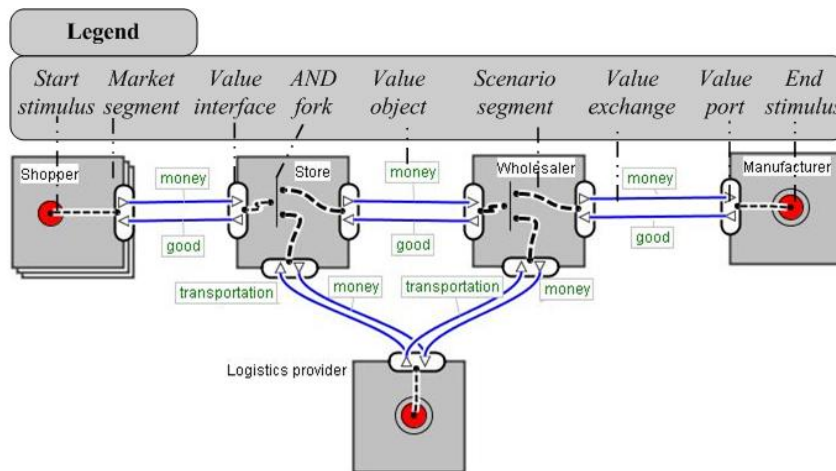 Legend
Start stimulus
Market segment
Value interface
AND fork
Value object
Scenario segment
Value exchange
Value port
End stimulus
Shopper
Store
Wholesaler
Manufacturer
money
money
money
good
good
good
transportation
money
transportation
money
Logistics provider